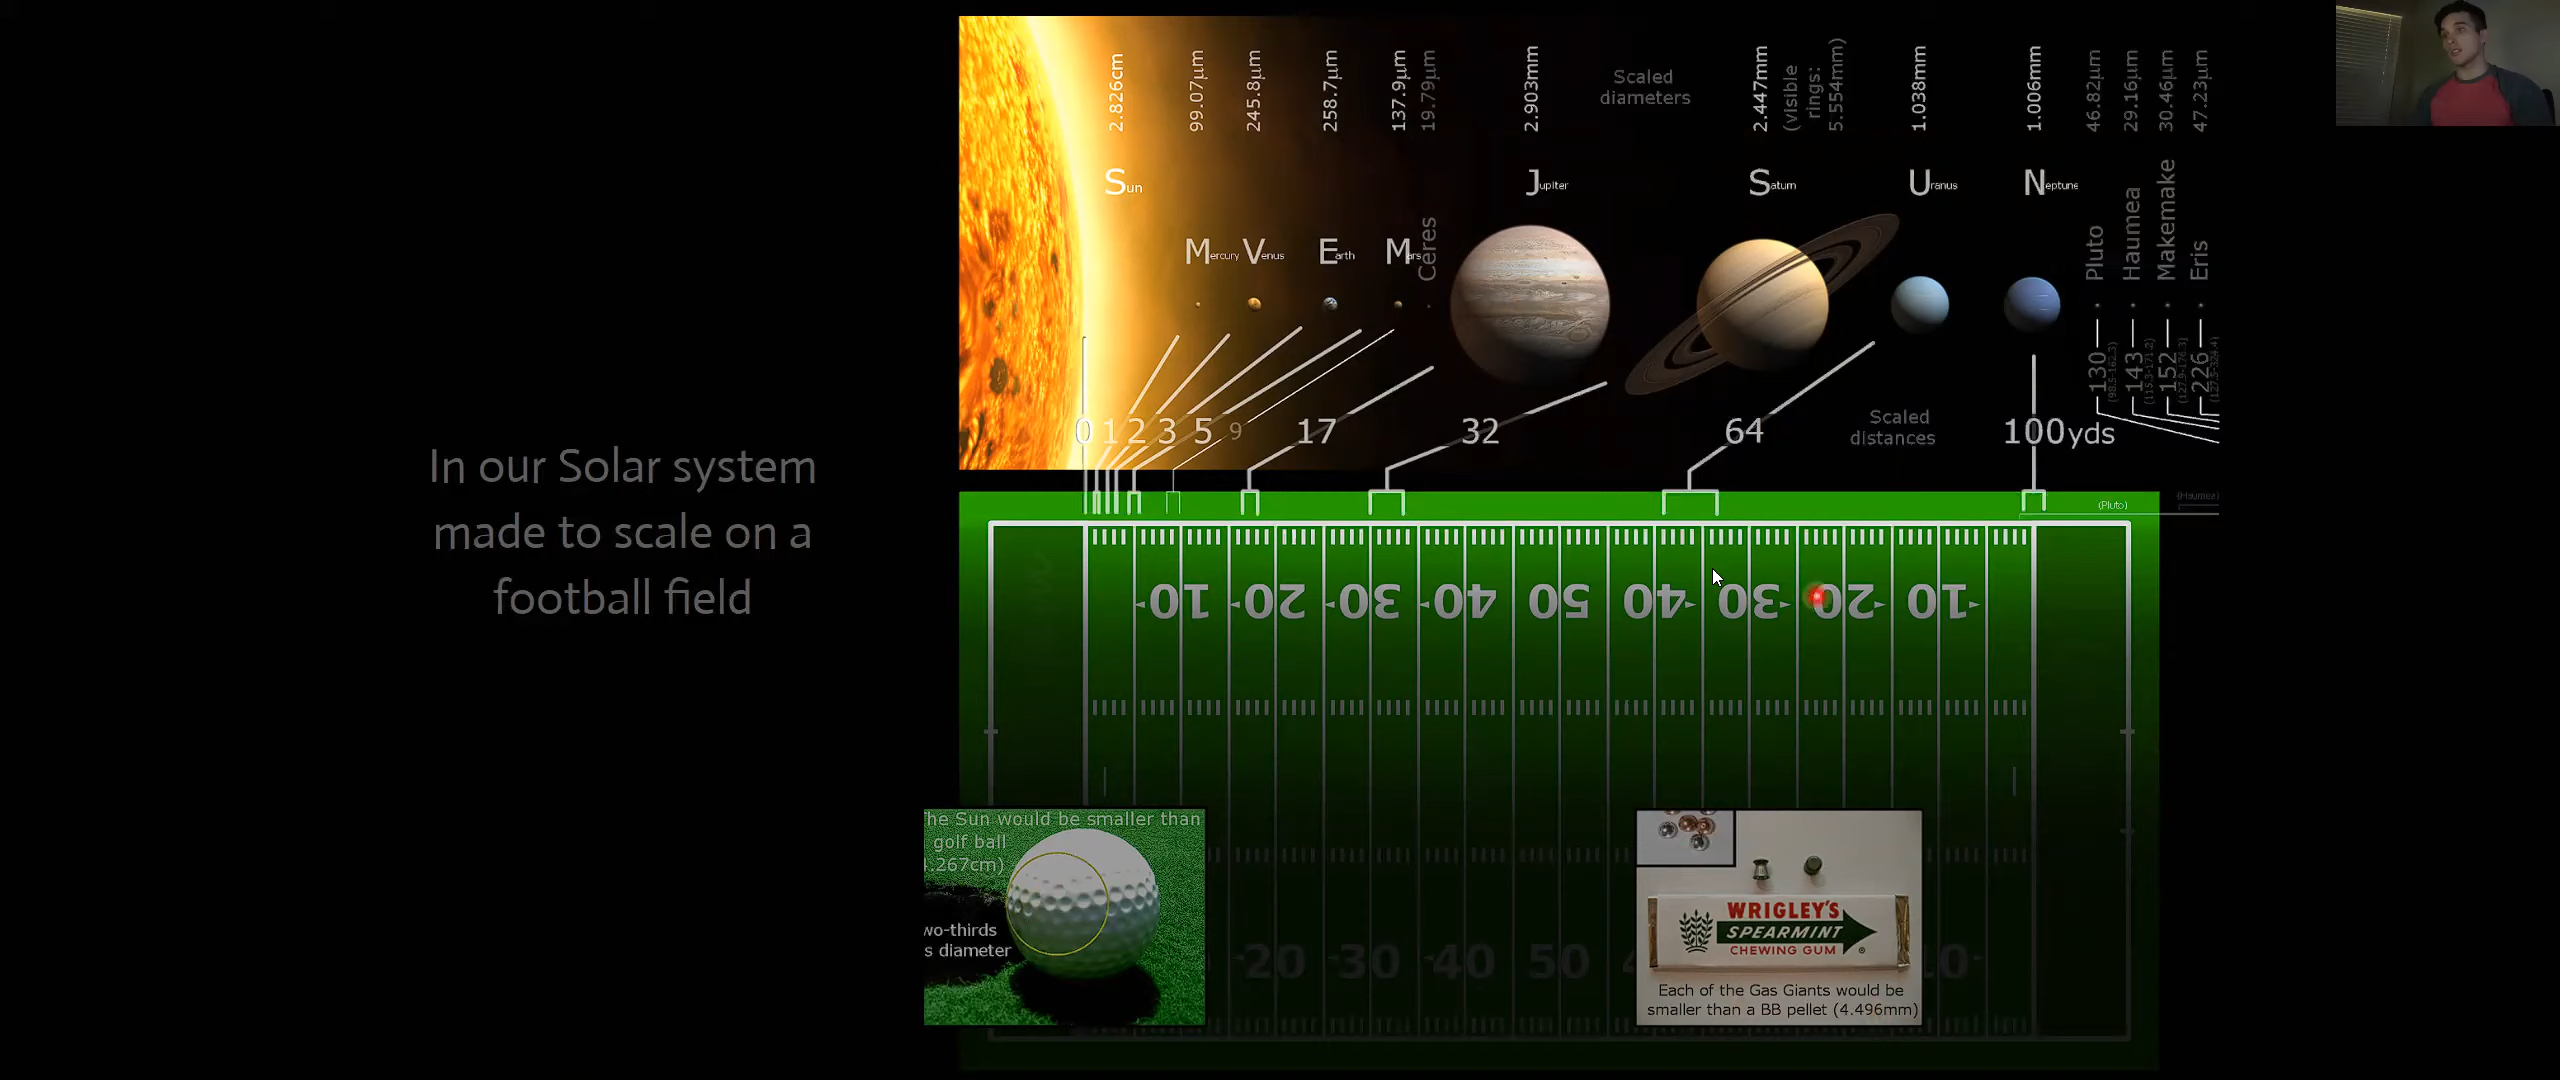 In our Solar system
made to scale on a
football field
2.826cm
99.07µm
245.8µm
258.7µm
137.9µm
19.79µm
2.903mm
Scaled
diameters
2.447mm
(visible
rings:
5.554mm)
1.038mm
1.006mm
46.82µm
29.16µm
30.46µm
47.23µm
Sun
Jupiter
Saturn
Uranus
Neptune
Mercury
Venus
Earth
Mars
Ceres
Pluto
Haumea
Makemake
Eris
0 1 2 3 5 9 17 32 64
Scaled
distances
100yds
130
143
152
226
(Pluto)
(Haumea)
10 20 30 40 50 40 30 20 10
he Sun would be smaller than
golf ball
.267cm)
wo-thirds
s diameter
20 30 40 50
WRIGLEY'S
SPEARMINT
CHEWING GUM
Each of the Gas Giants would be
smaller than a BB pellet (4.496mm)